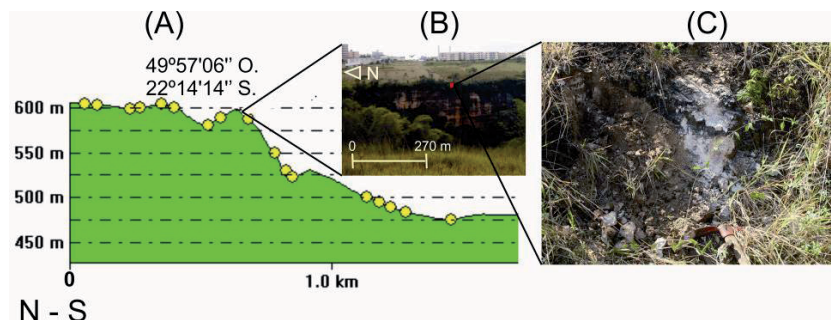 (A)
(B)
(C)
49º57'06'' O.
22º14'14'' S.
N
0 270 m
600 m
550 m
500 m
450 m
0 1.0 km
N - S